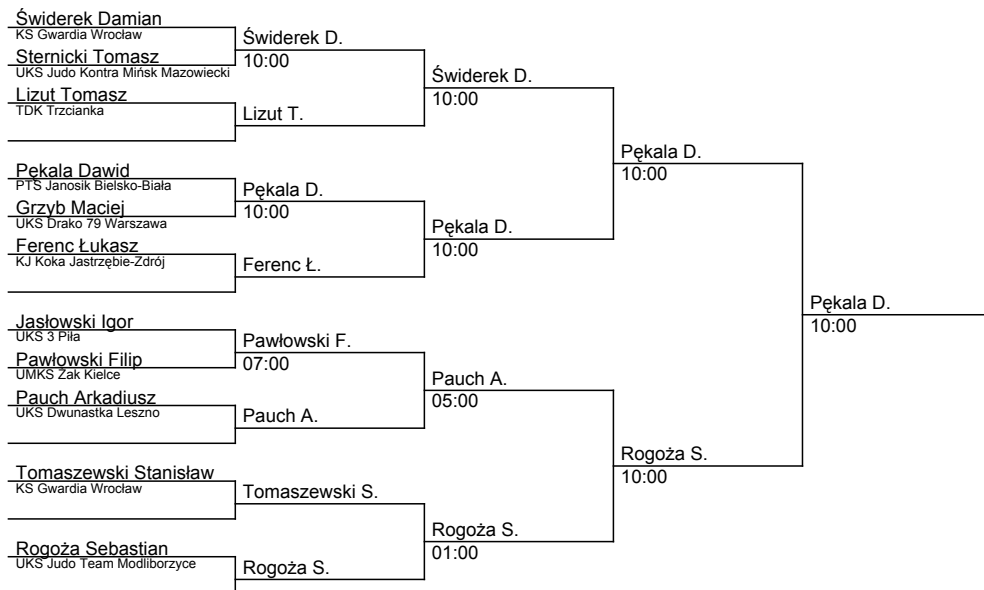 Świderek Damian
KS Gwardia Wrocław
Sternicki Tomasz
UKS Judo Kontra Mińsk Mazowiecki
Lizut Tomasz
TDK Trzcianka
Pękala Dawid
PTS Janosik Bielsko-Biała
Grzyb Maciej
UKS Drako 79 Warszawa
Ferenc Łukasz
KJ Koka Jastrzębie-Zdrój
Jasłowski Igor
UKS 3 Piła
Pawłowski Filip
UMKS Żak Kielce
Pauch Arkadiusz
UKS Dwunastka Leszno
Tomaszewski Stanisław
KS Gwardia Wrocław
Rogoża Sebastian
UKS Judo Team Modliborzyce
Świderek D.
10:00
Lizut T.
Pękala D.
10:00
Ferenc Ł.
Pawłowski F.
07:00
Pauch A.
Tomaszewski S.
Rogoża S.
Świderek D.
10:00
Pękala D.
10:00
Pauch A.
05:00
Rogoża S.
01:00
Pękala D.
10:00
Rogoża S.
10:00
Pękala D.
10:00